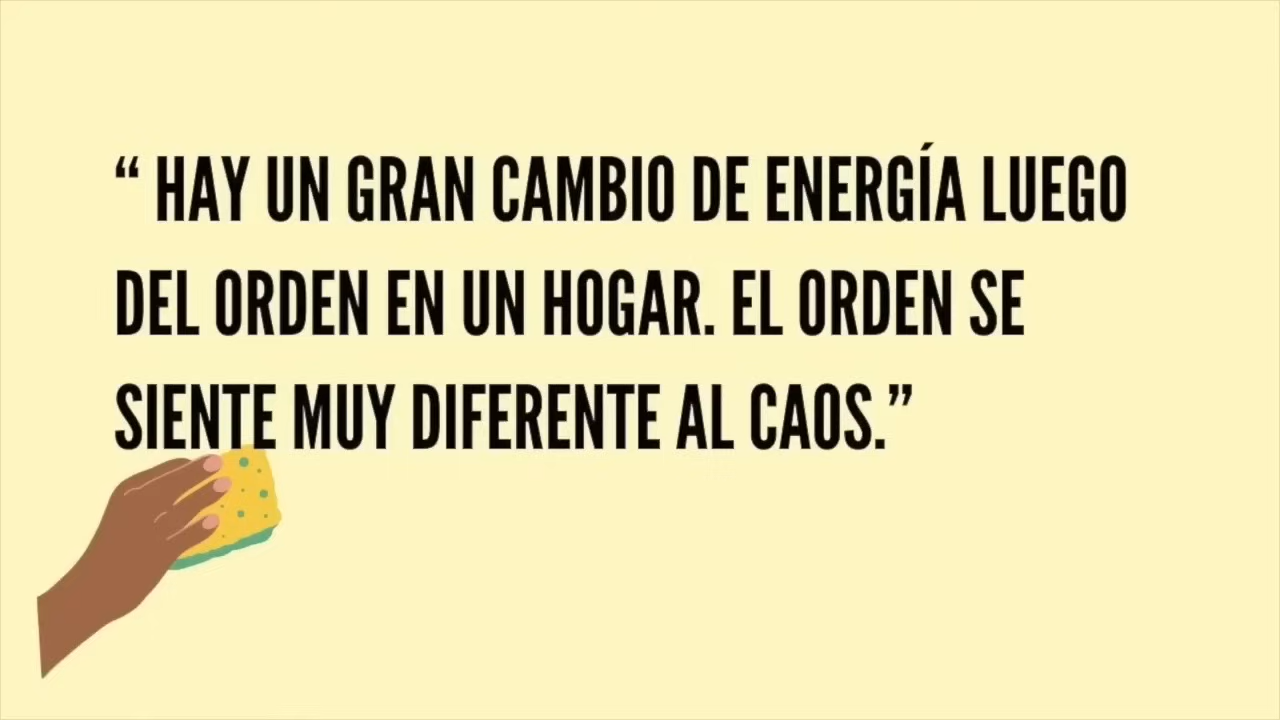 “ HAY UN GRAN CAMBIO DE ENERGÍA LUEGO
DEL ORDEN EN UN HOGAR. EL ORDEN SE
SIENTE MUY DIFERENTE AL CAOS.”